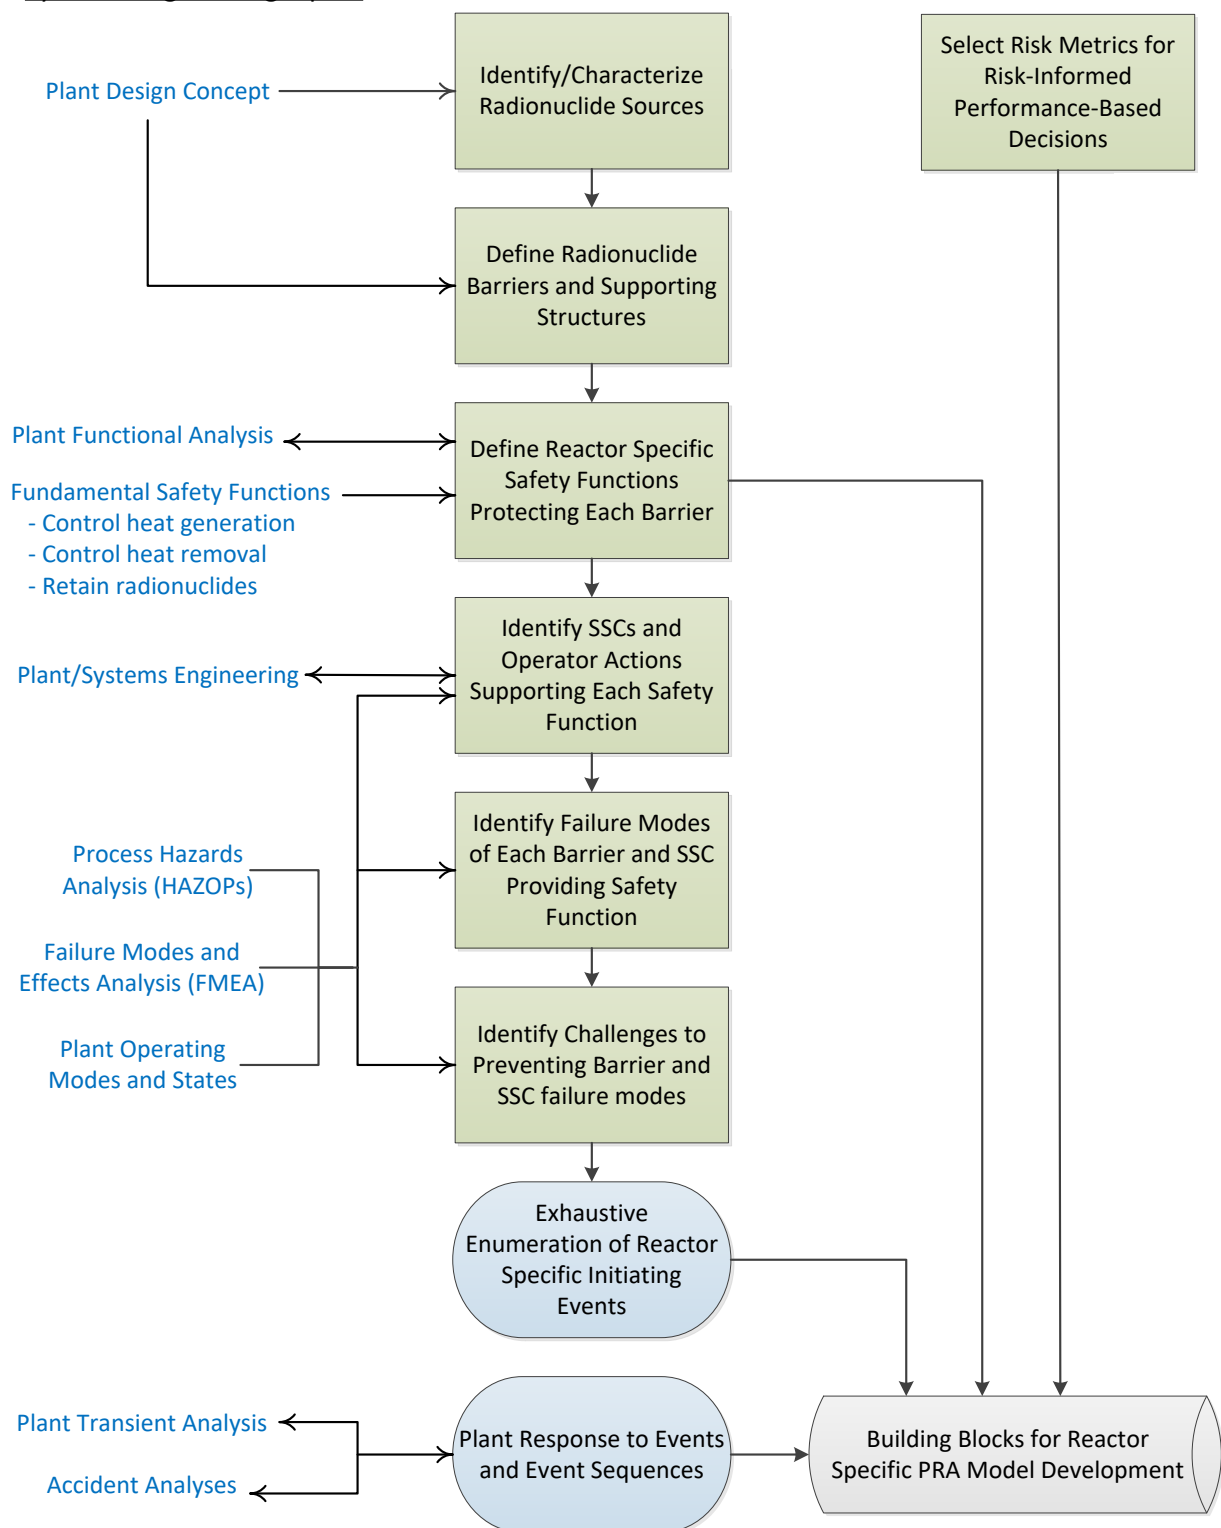 Plant Design Concept
Identify/Characterize
Radionuclide Sources
Select Risk Metrics for
Risk-Informed
Performance-Based
Decisions
Define Radionuclide
Barriers and Supporting
Structures
Plant Functional Analysis
Fundamental Safety Functions
- Control heat generation
- Control heat removal
- Retain radionuclides
Define Reactor Specific
Safety Functions
Protecting Each Barrier
Plant/Systems Engineering
Identify SSCs and
Operator Actions
Supporting Each Safety
Function
Process Hazards
Analysis (HAZOPs)
Identify Failure Modes
of Each Barrier and SSC
Providing Safety
Function
Failure Modes and
Effects Analysis (FMEA)
Plant Operating
Modes and States
Identify Challenges to
Preventing Barrier and
SSC failure modes
Exhaustive
Enumeration of Reactor
Specific Initiating
Events
Plant Transient Analysis
Accident Analyses
Plant Response to Events
and Event Sequences
Building Blocks for Reactor
Specific PRA Model Development